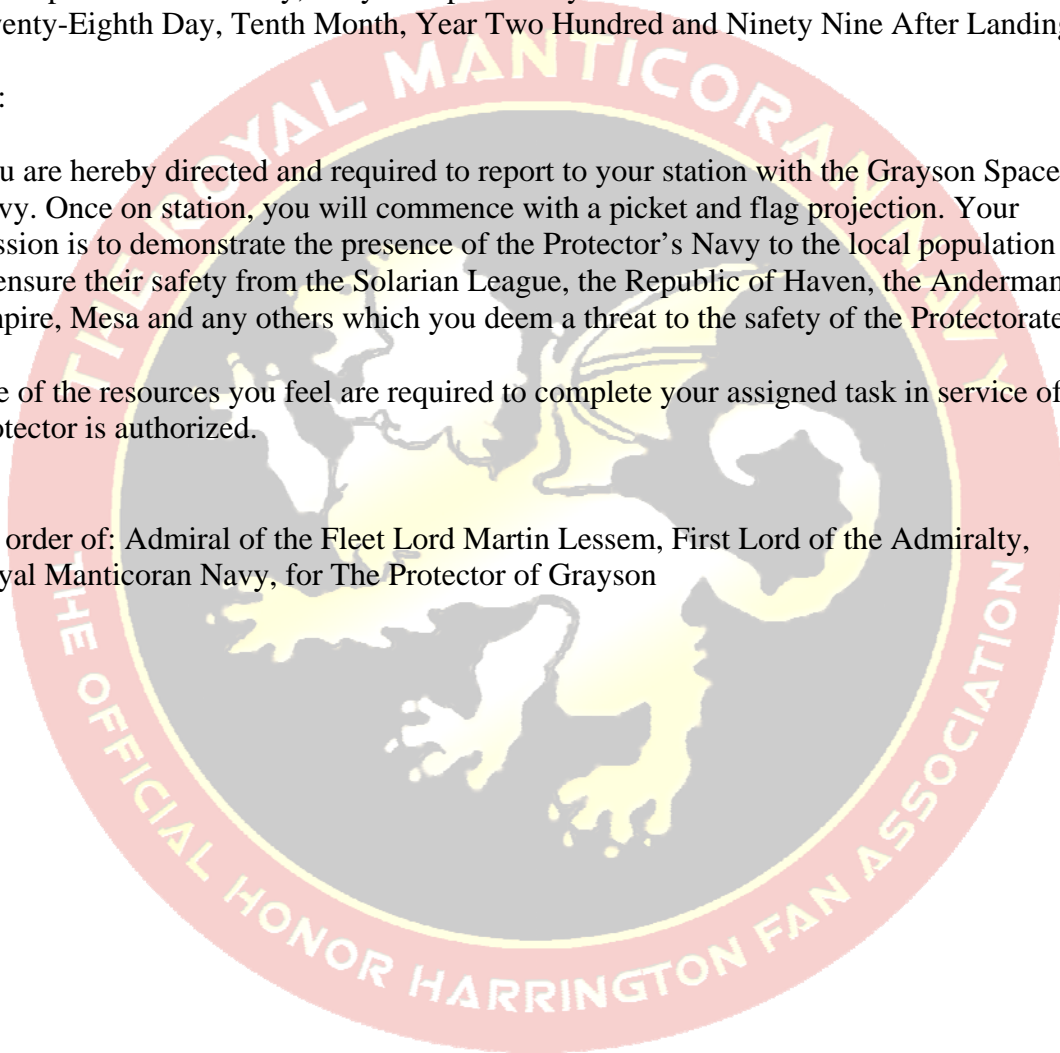 enty-Eighth Day, Tenth Month, Year Two Hundred and Ninety Nine After Landing
:
u are hereby directed and required to report to your station with the Grayson Space
vy. Once on station, you will commence with a picket and flag projection. Your
ssion is to demonstrate the presence of the Protector’s Navy to the local population
ensure their safety from the Solarian League, the Republic of Haven, the Anderman
pire, Mesa and any others which you deem a threat to the safety of the Protectorate
e of the resources you feel are required to complete your assigned task in service of
otector is authorized.
order of: Admiral of the Fleet Lord Martin Lessem, First Lord of the Admiralty,
yal Manticoran Navy, for The Protector of Grayson
THE ROYAL MANTICORAN NAVY
THE OFFICIAL HONOR HARRINGTON FAN ASSOCIATION